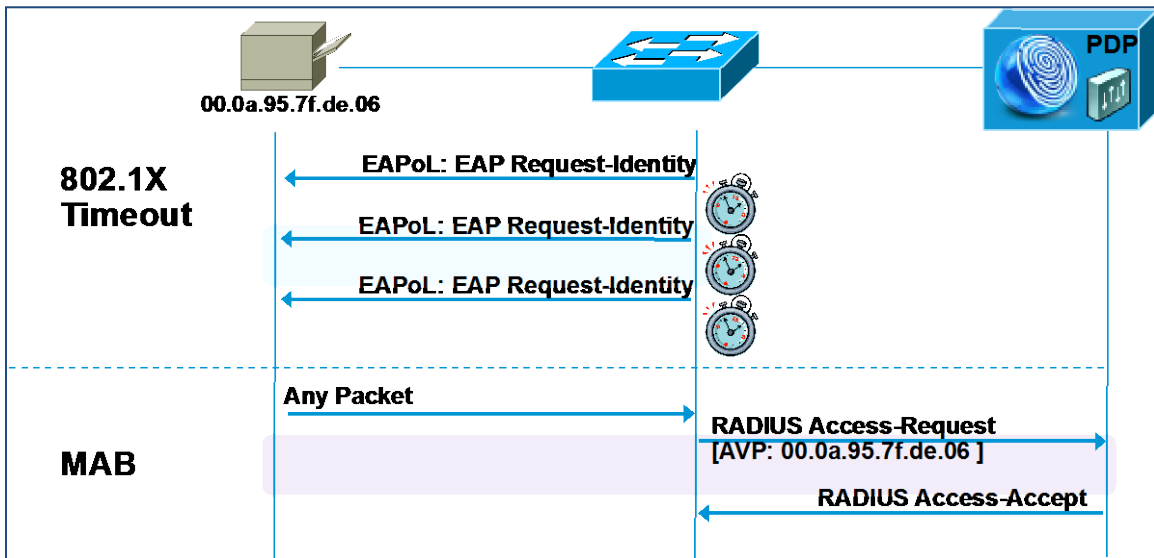 PDP
00.0a.95.7f.de.06
802.1X
Timeout
EAPoL: EAP Request-Identity
EAPoL: EAP Request-Identity
EAPoL: EAP Request-Identity
Any Packet
MAB
RADIUS Access-Request
[AVP: 00.0a.95.7f.de.06 ]
RADIUS Access-Accept